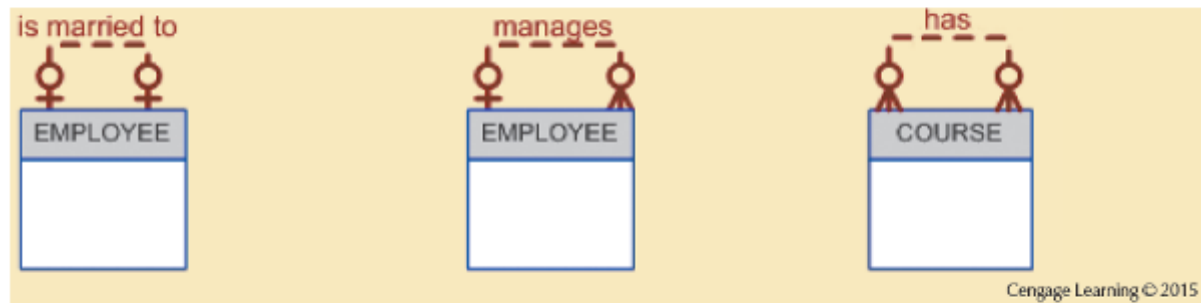 is married to
manages
has
EMPLOYEE
EMPLOYEE
COURSE
Cengage Learning © 2015